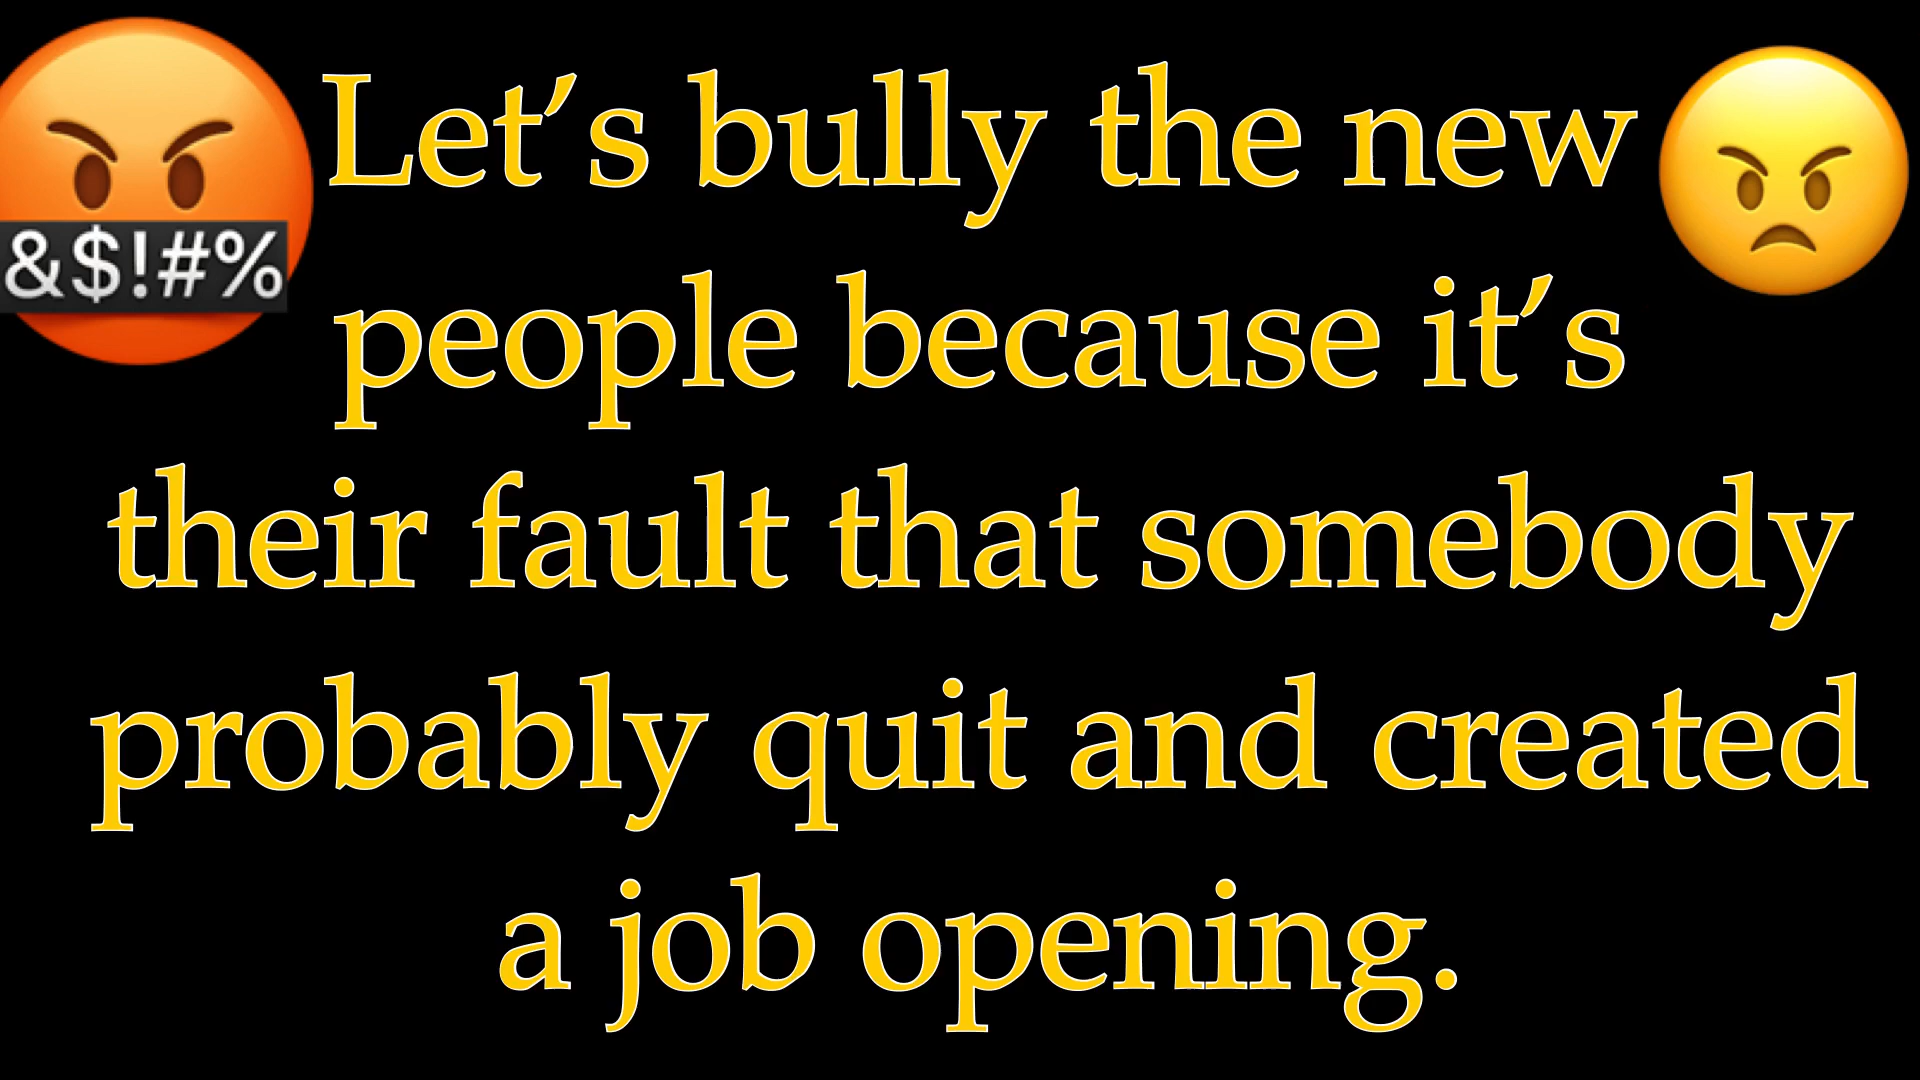 Let’s bully the new
&$!#%
people because it’s
their fault that somebody
probably quit and created
a job opening.